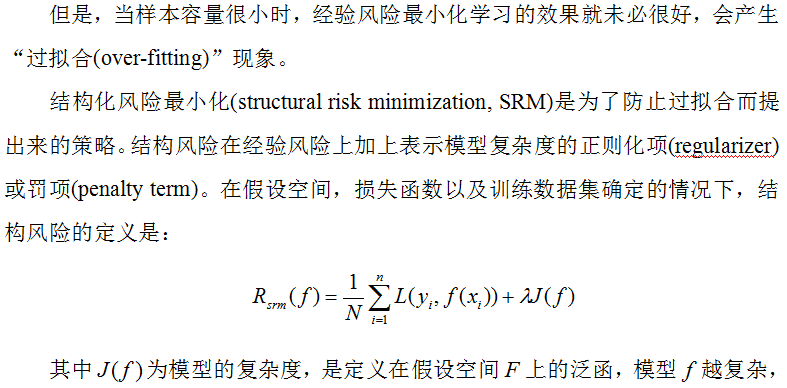 但是，当样本容量很小时，经验风险最小化学习的效果就未必很好，会产生
“过拟合(over-fitting)”现象。
结构化风险最小化(structural risk minimization, SRM)是为了防止过拟合而提
出来的策略。结构风险在经验风险上加上表示模型复杂度的正则化项(regularizer)
或罚项(penalty term)。在假设空间，损失函数以及训练数据集确定的情况下，结
构风险的定义是：
R_{srm}(f) = \frac{1}{N} \sum_{i=1}^{n} L(y_i, f(x_i)) + \lambda J(f)
其中 J(f) 为模型的复杂度，是定义在假设空间 F 上的泛函，模型 f 越复杂，